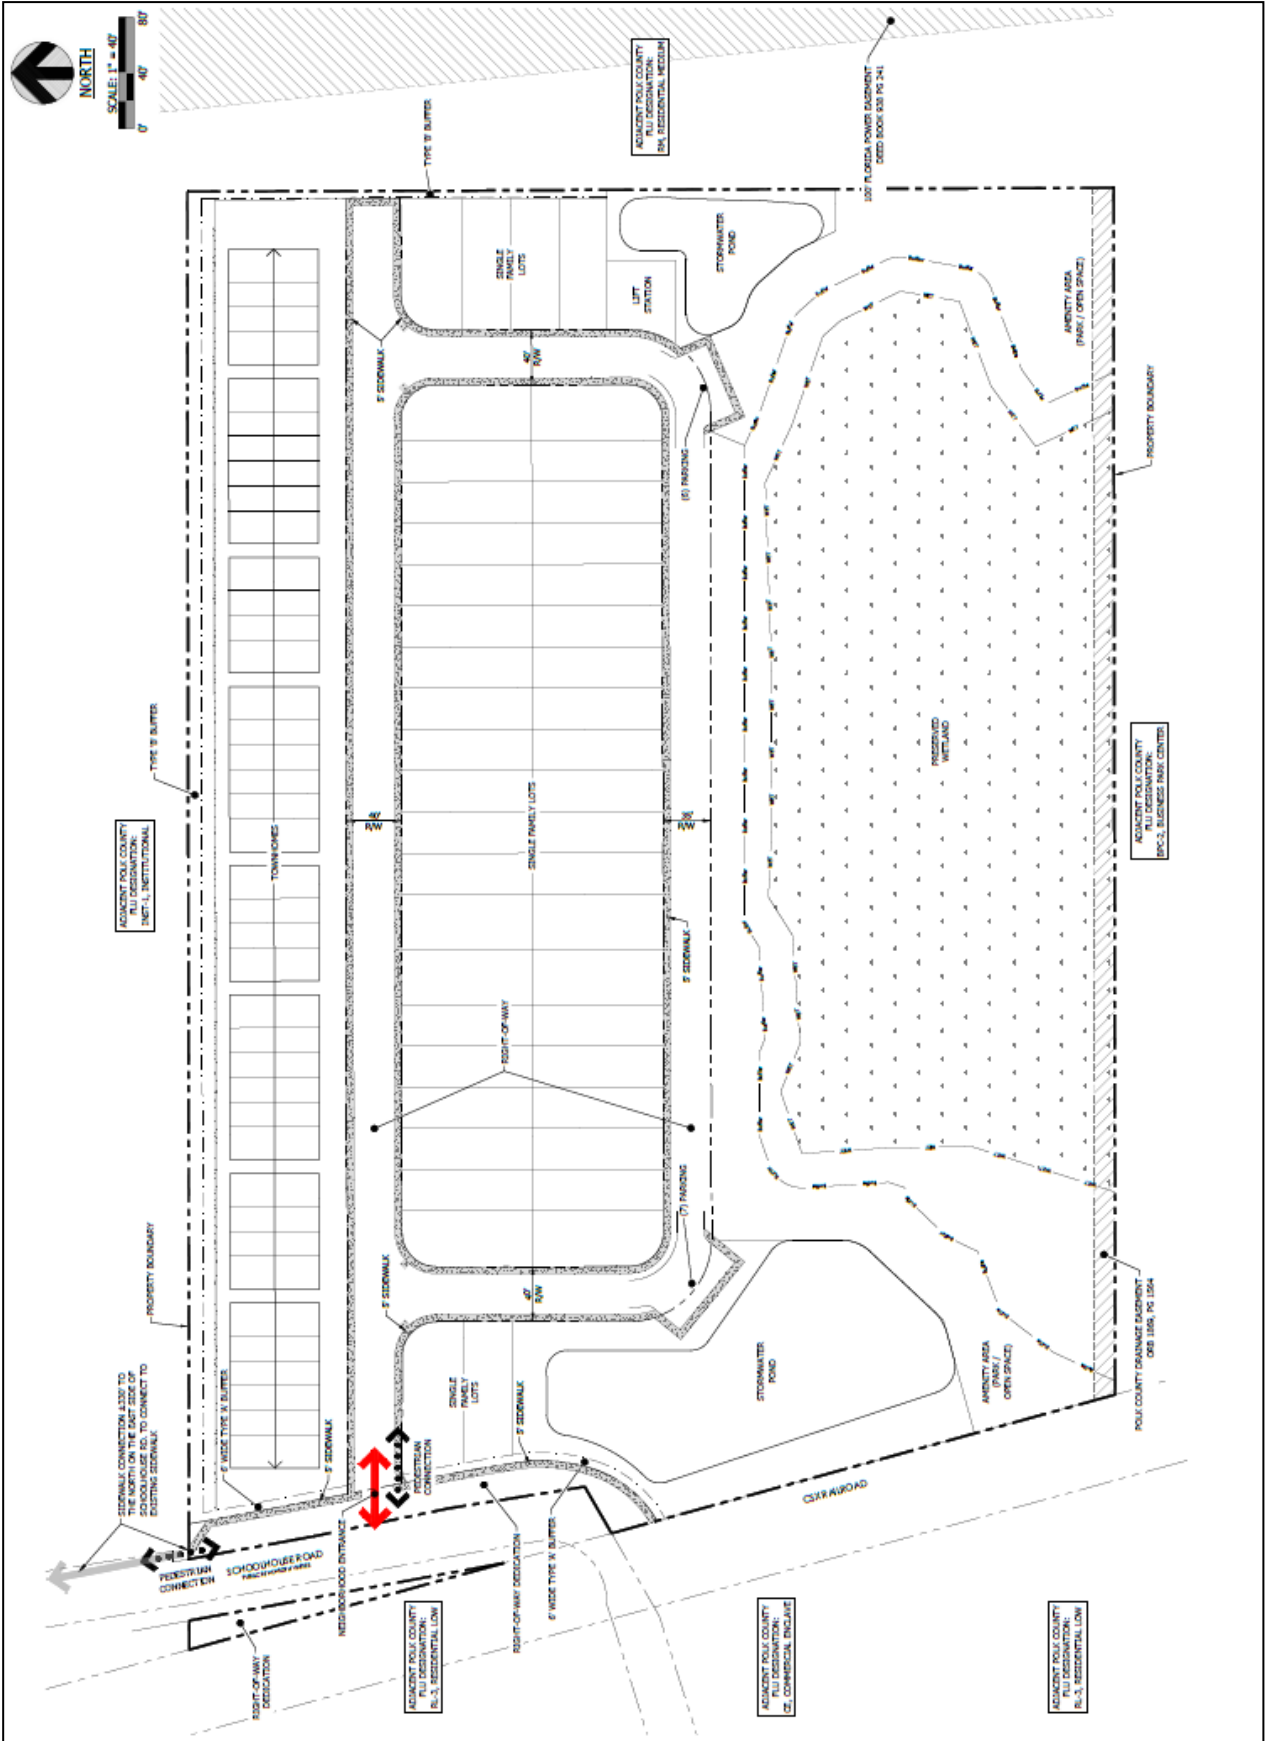 NORTH
SCALE: 1" = 40'
0'
40'
80'
ADJACENT POLK COUNTY
FLU DESIGNATION:
RM, RESIDENTIAL MEDIUM
100' FLORIDA POWER EASEMENT
DEED BOOK 938 PG 241
TYPE 'B' BUFFER
SINGLE
FAMILY
LOTS
LIFT
STATION
STORMWATER
POND
AMENITY AREA
(PARK / OPEN SPACE)
5' SIDEWALK
40'
R/W
(6) PARKING
PROPERTY BOUNDARY
TYPE 'B' BUFFER
ADJACENT POLK COUNTY
FLU DESIGNATION:
INST-1, INSTITUTIONAL
TOWNHOMES
R/W
SINGLE FAMILY LOTS
R/W
PRESERVED
WETLAND
ADJACENT POLK COUNTY
FLU DESIGNATION:
BPC-2, BUSINESS PARK CENTER
5' SIDEWALK
RIGHT-OF-WAY
(7) PARKING
PROPERTY BOUNDARY
5' SIDEWALK
40'
R/W
SINGLE
FAMILY
LOTS
5' SIDEWALK
STORMWATER
POND
AMENITY AREA
(PARK /
OPEN SPACE)
POLK COUNTY DRAINAGE EASEMENT
SIDEWALK CONNECTION ±330' TO
THE NORTH ON THE EAST SIDE OF
SCHOOLHOUSE RD. TO CONNECT TO
EXISTING SIDEWALK
6' WIDE TYPE 'A' BUFFER
5' SIDEWALK
PEDESTRIAN
CONNECTION
PEDESTRIAN
CONNECTION
SCHOOLHOUSE ROAD
NEIGHBORHOOD ENTRANCE
RIGHT-OF-WAY DEDICATION
6' WIDE TYPE 'A' BUFFER
CSX RAILROAD
RIGHT-OF-WAY
DEDICATION
ADJACENT POLK COUNTY
FLU DESIGNATION:
RL-3, RESIDENTIAL LOW
ADJACENT POLK COUNTY
FLU DESIGNATION:
CE, COMMERCIAL ENCLAVE
ADJACENT POLK COUNTY
FLU DESIGNATION:
RL-3, RESIDENTIAL LOW